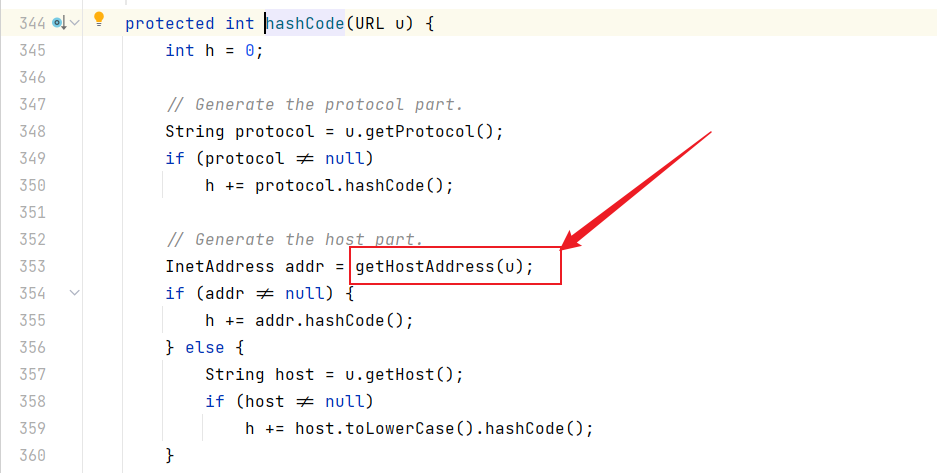 344 protected int hashCode(URL u) {
345 int h = 0;
346
347 // Generate the protocol part.
348 String protocol = u.getProtocol();
349 if (protocol ≠ null)
350 h += protocol.hashCode();
351
352 // Generate the host part.
353 InetAddress addr = getHostAddress(u);
354 if (addr ≠ null) {
355 h += addr.hashCode();
356 } else {
357 String host = u.getHost();
358 if (host ≠ null)
359 h += host.toLowerCase().hashCode();
360 }